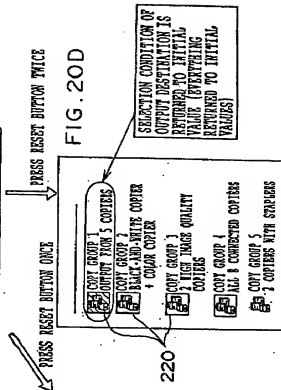 PRESS RESET BUTTON ONCE
PRESS RESET BUTTON TWICE
FIG. 20D
COPY GROUP 1
OUTPUT FROM 5 COPIERS
COPY GROUP 2
BLACK-AND-WHITE COPIER
+ COLOR COPIER
COPY GROUP 3
2 HIGH IMAGE QUALITY
COPIERS
COPY GROUP 4
ALL 8 CONNECTED COPIERS
COPY GROUP 5
2 COPIERS WITH STAPLERS
220
SELECTION CONDITION OF
OUTPUT DESTINATION IS
RETURNED TO INITIAL
VALUE (EVERYTHING
RETURNED TO INITIAL
VALUES)